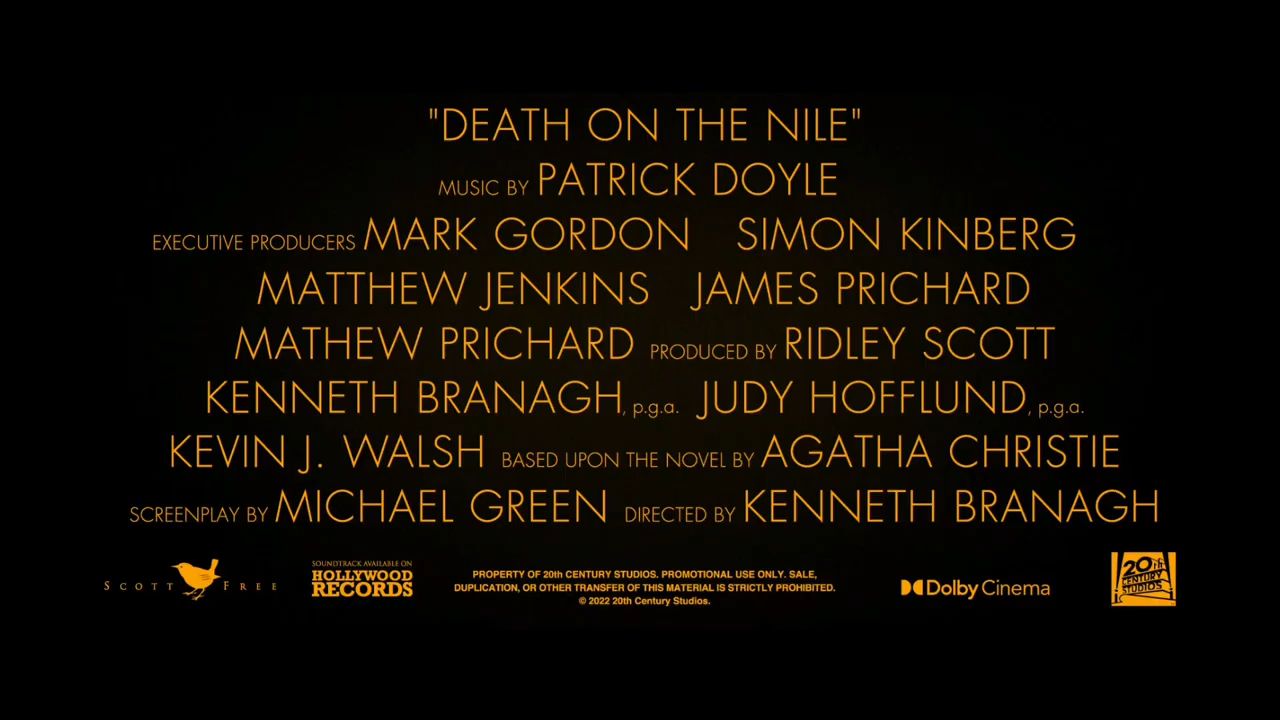 "DEATH ON THE NILE"
MUSIC BY PATRICK DOYLE
EXECUTIVE PRODUCERS MARK GORDON SIMON KINBERG
MATTHEW JENKINS JAMES PRICHARD
MATHEW PRICHARD PRODUCED BY RIDLEY SCOTT
KENNETH BRANAGH, p.g.a. JUDY HOFFLUND, p.g.a.
KEVIN J. WALSH BASED UPON THE NOVEL BY AGATHA CHRISTIE
SCREENPLAY BY MICHAEL GREEN DIRECTED BY KENNETH BRANAGH
SCOTT FREE
SOUNDTRACK AVAILABLE ON
HOLLYWOOD
RECORDS
PROPERTY OF 20th CENTURY STUDIOS. PROMOTIONAL USE ONLY. SALE,
DUPLICATION, OR OTHER TRANSFER OF THIS MATERIAL IS STRICTLY PROHIBITED.
© 2022 20th Century Studios.
Dolby Cinema
20th
CENTURY
STUDIOS